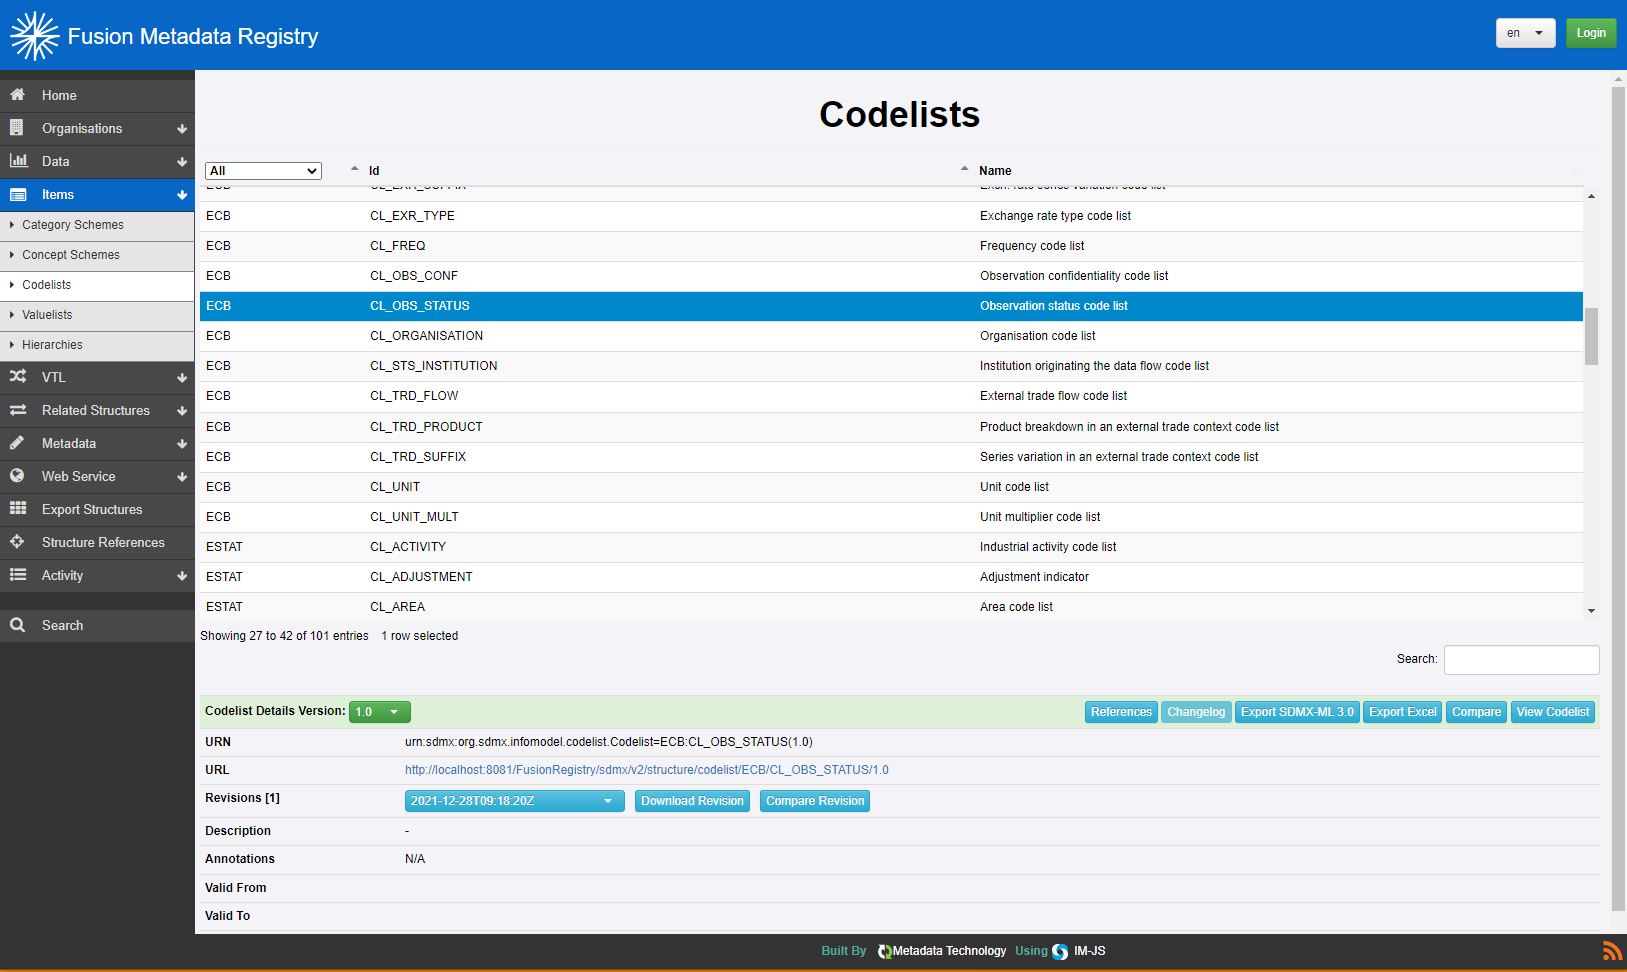 Fusion Metadata Registry
en
Login
Home
Organisations
Data
Items
Category Schemes
Concept Schemes
Codelists
Valuelists
Hierarchies
VTL
Related Structures
Metadata
Web Service
Export Structures
Structure References
Activity
Search
Codelists
All Id Name
ECB CL_EXR_SUFFIX Exch. rate series variation code list
ECB CL_EXR_TYPE Exchange rate type code list
ECB CL_FREQ Frequency code list
ECB CL_OBS_CONF Observation confidentiality code list
ECB CL_OBS_STATUS Observation status code list
ECB CL_ORGANISATION Organisation code list
ECB CL_STS_INSTITUTION Institution originating the data flow code list
ECB CL_TRD_FLOW External trade flow code list
ECB CL_TRD_PRODUCT Product breakdown in an external trade context code list
ECB CL_TRD_SUFFIX Series variation in an external trade context code list
ECB CL_UNIT Unit code list
ECB CL_UNIT_MULT Unit multiplier code list
ESTAT CL_ACTIVITY Industrial activity code list
ESTAT CL_ADJUSTMENT Adjustment indicator
ESTAT CL_AREA Area code list
Showing 27 to 42 of 101 entries 1 row selected
Search:
Codelist Details Version: 1.0 References Changelog Export SDMX-ML 3.0 Export Excel Compare View Codelist
URN urn:sdmx:org.sdmx.infomodel.codelist.Codelist=ECB:CL_OBS_STATUS(1.0)
URL http://localhost:8081/FusionRegistry/sdmx/v2/structure/codelist/ECB/CL_OBS_STATUS/1.0
Revisions [1] 2021-12-28T09:18:20Z Download Revision Compare Revision
Description -
Annotations N/A
Valid From
Valid To
Built By Metadata Technology Using IM-JS